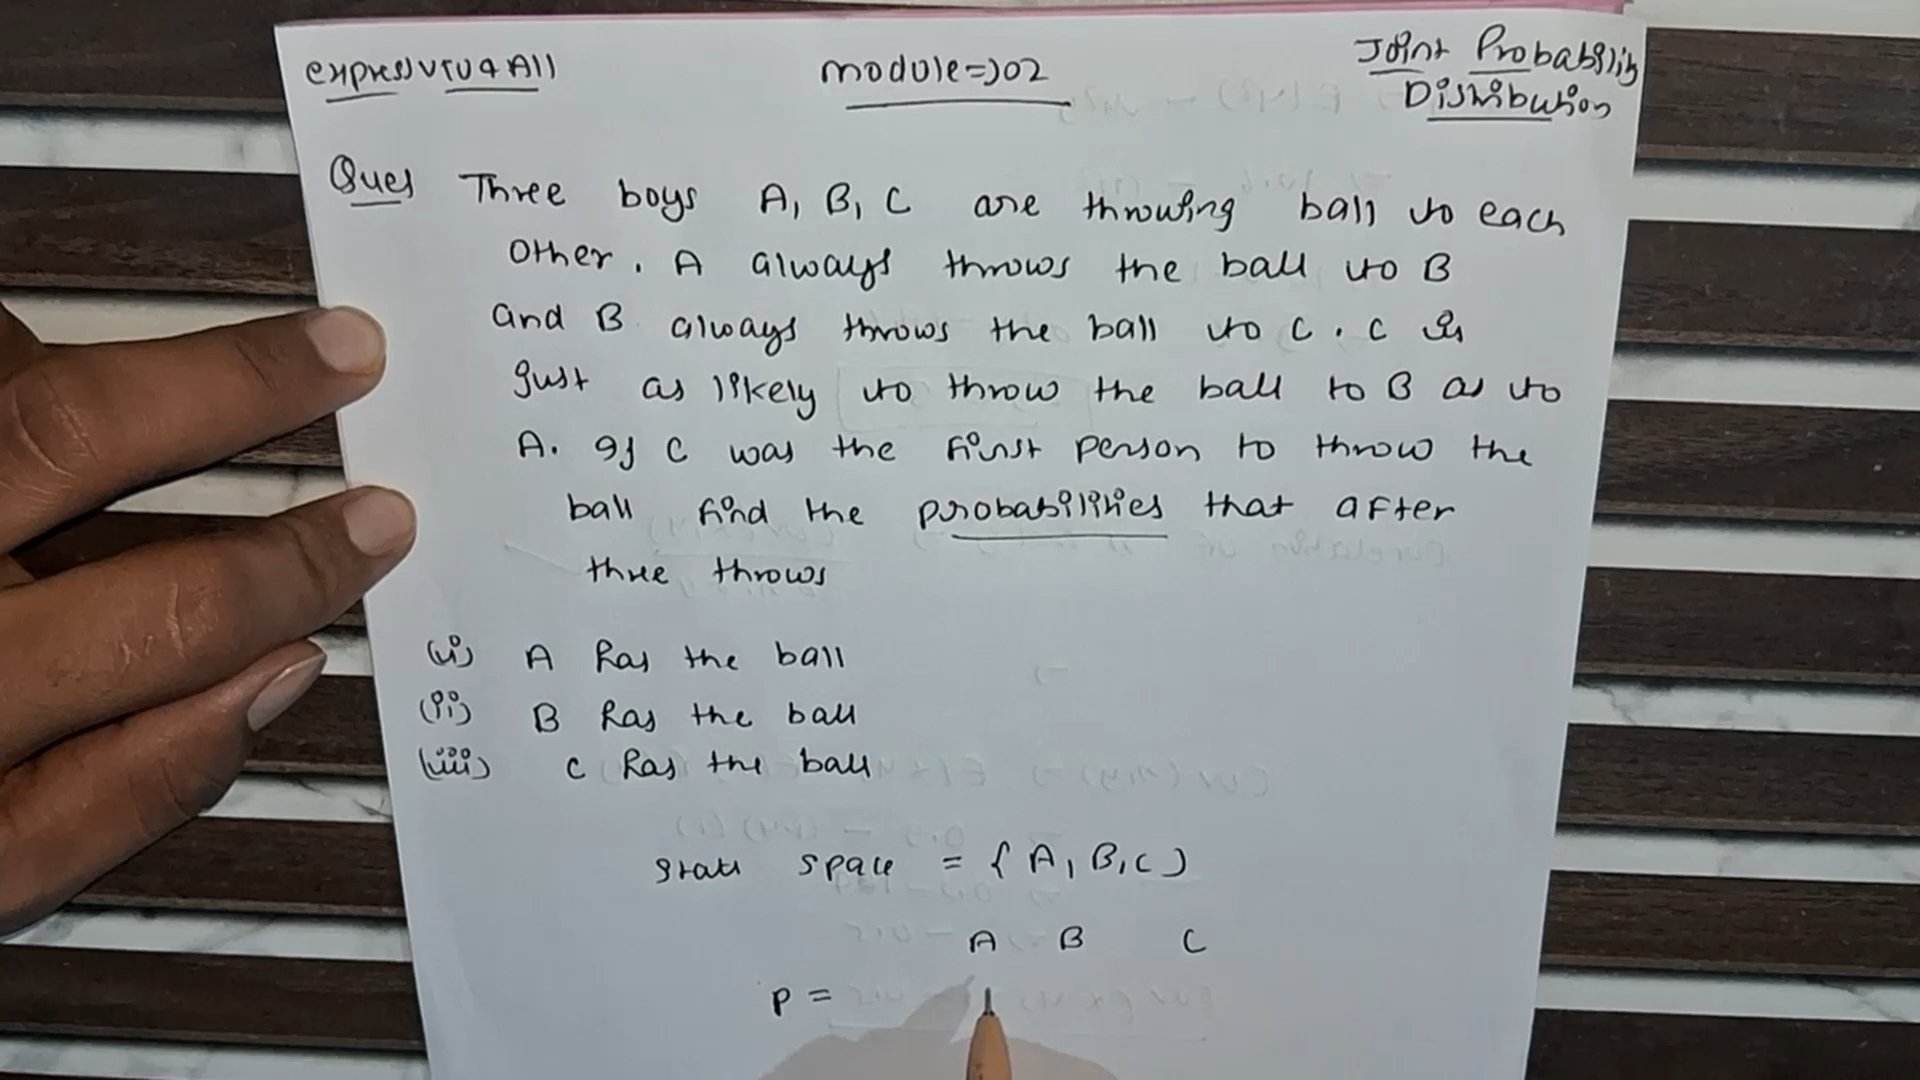 expressvtu4All
module⇒02
Joint Probability
Distribution
Ques Three boys A, B, C are throwing ball to each
other. A always throws the ball to B
and B always throws the ball to C. C is
just as likely to throw the ball to B as to
A. If C was the first person to throw the
ball find the probabilities that after
three throws
(i) A has the ball
(ii) B has the ball
(iii) C has the ball
State space = {A, B, C}
A B C
P =